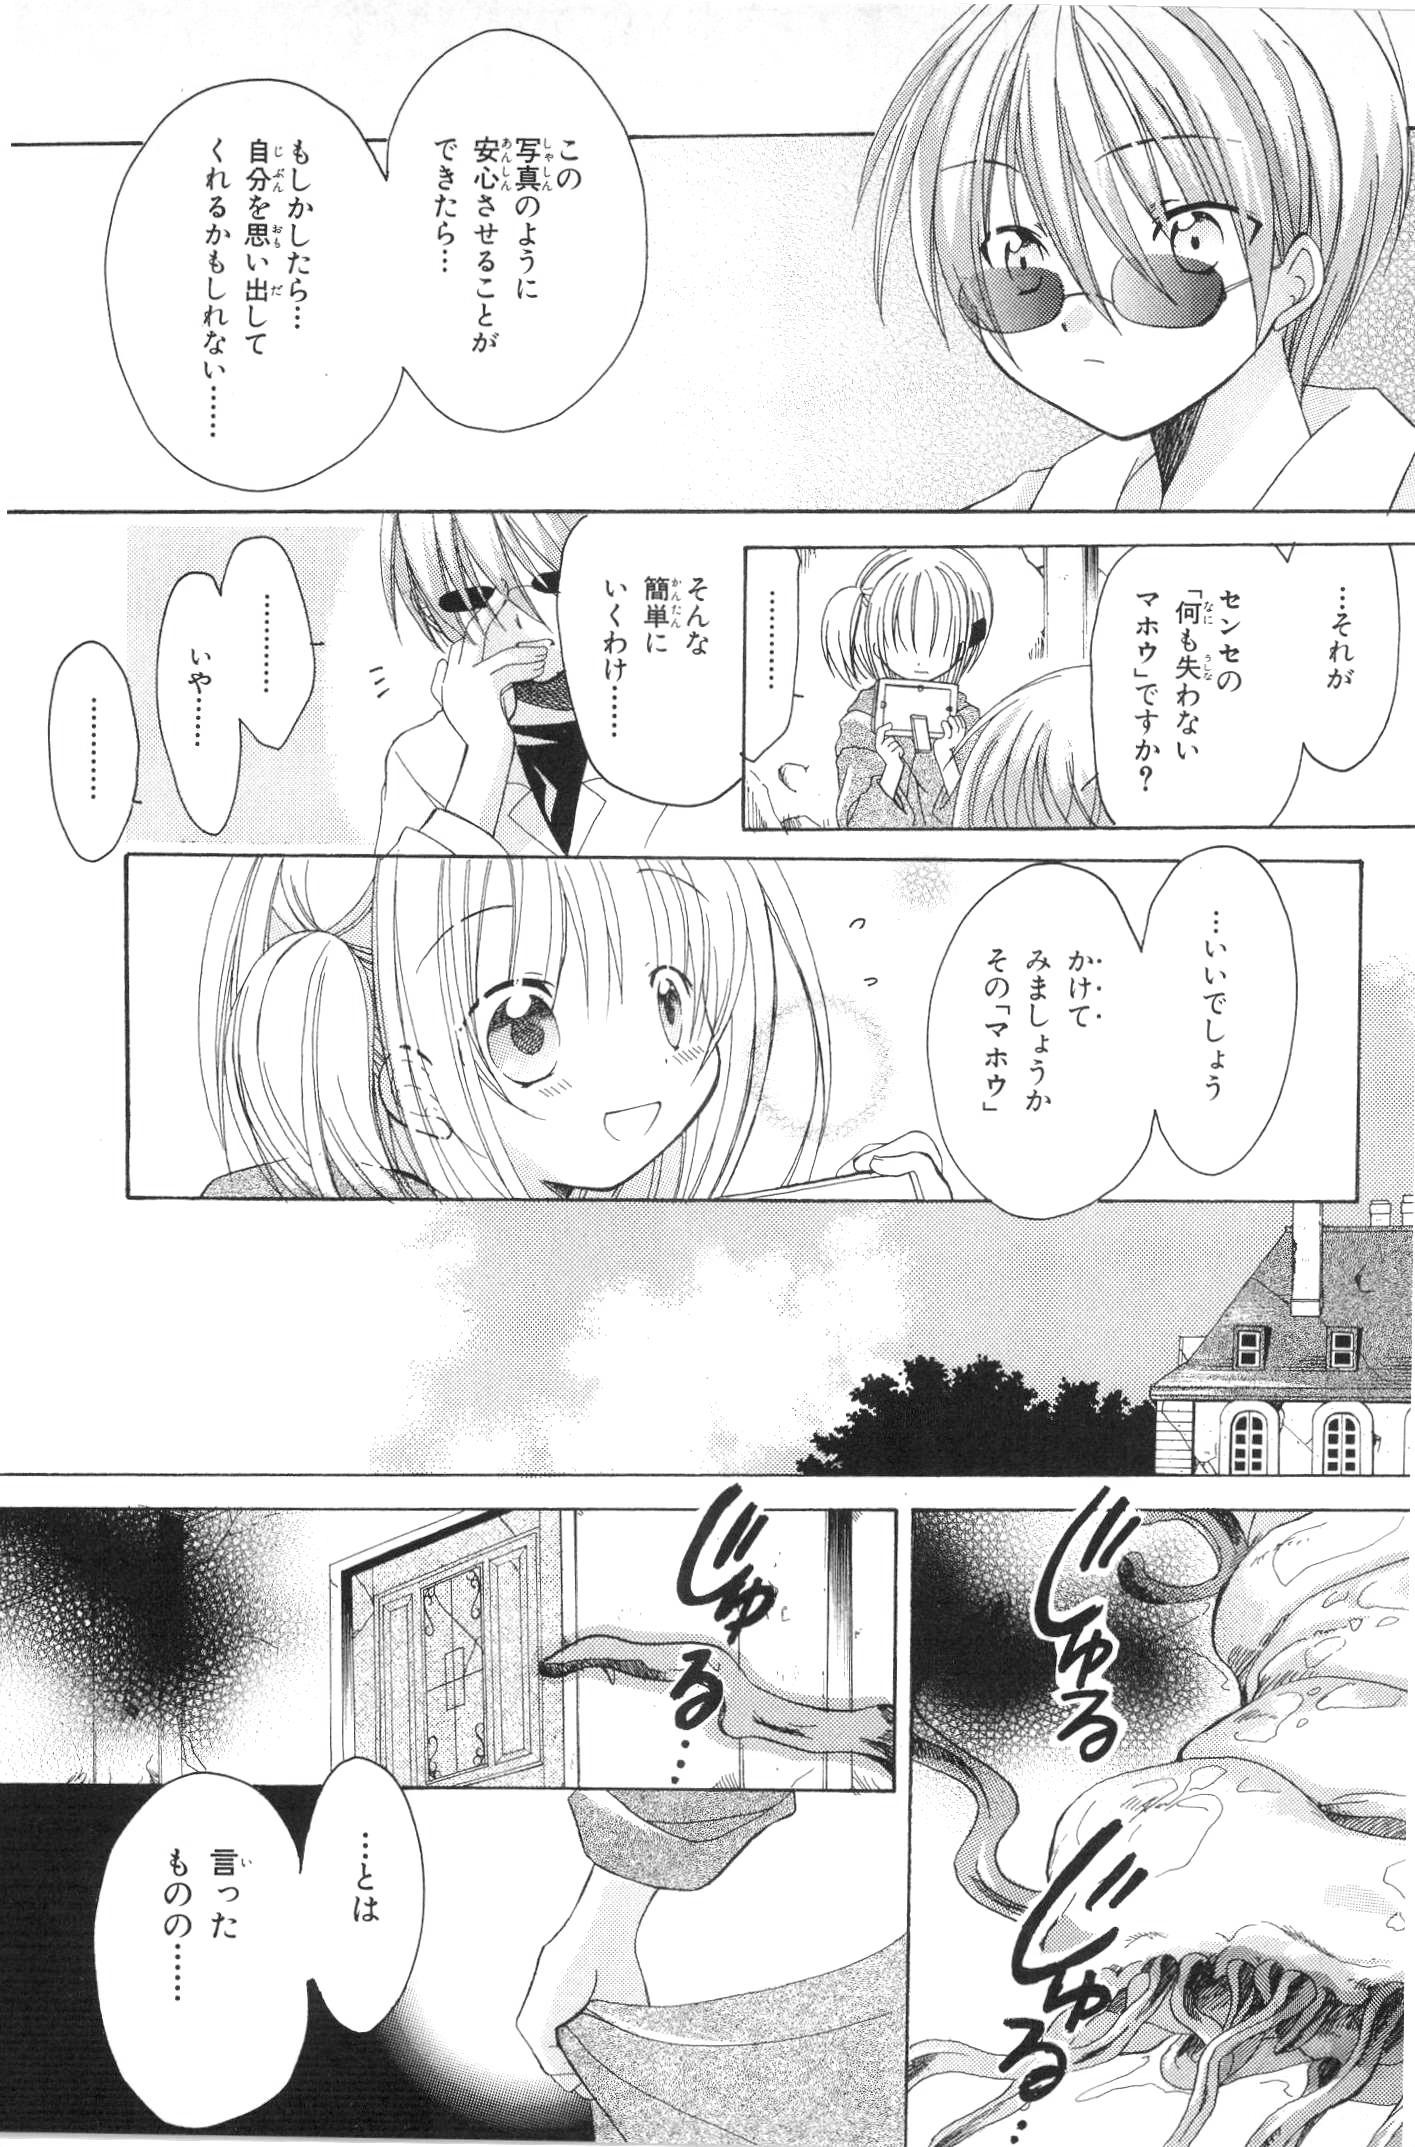 この
写真のように
安心させることが
できたら…
もしかしたら…
自分を思い出して
くれるかもしれない……
…それが
センセの
「何も失わない
マホウ」ですか？
…………
そんな
簡単に
いくわけ……
…………
いや……
…………
…いいでしょう
かけて
みましょうか
その「マホウ」
じゅるる
じゅる…
じゅる…
…とは
言った
ものの……